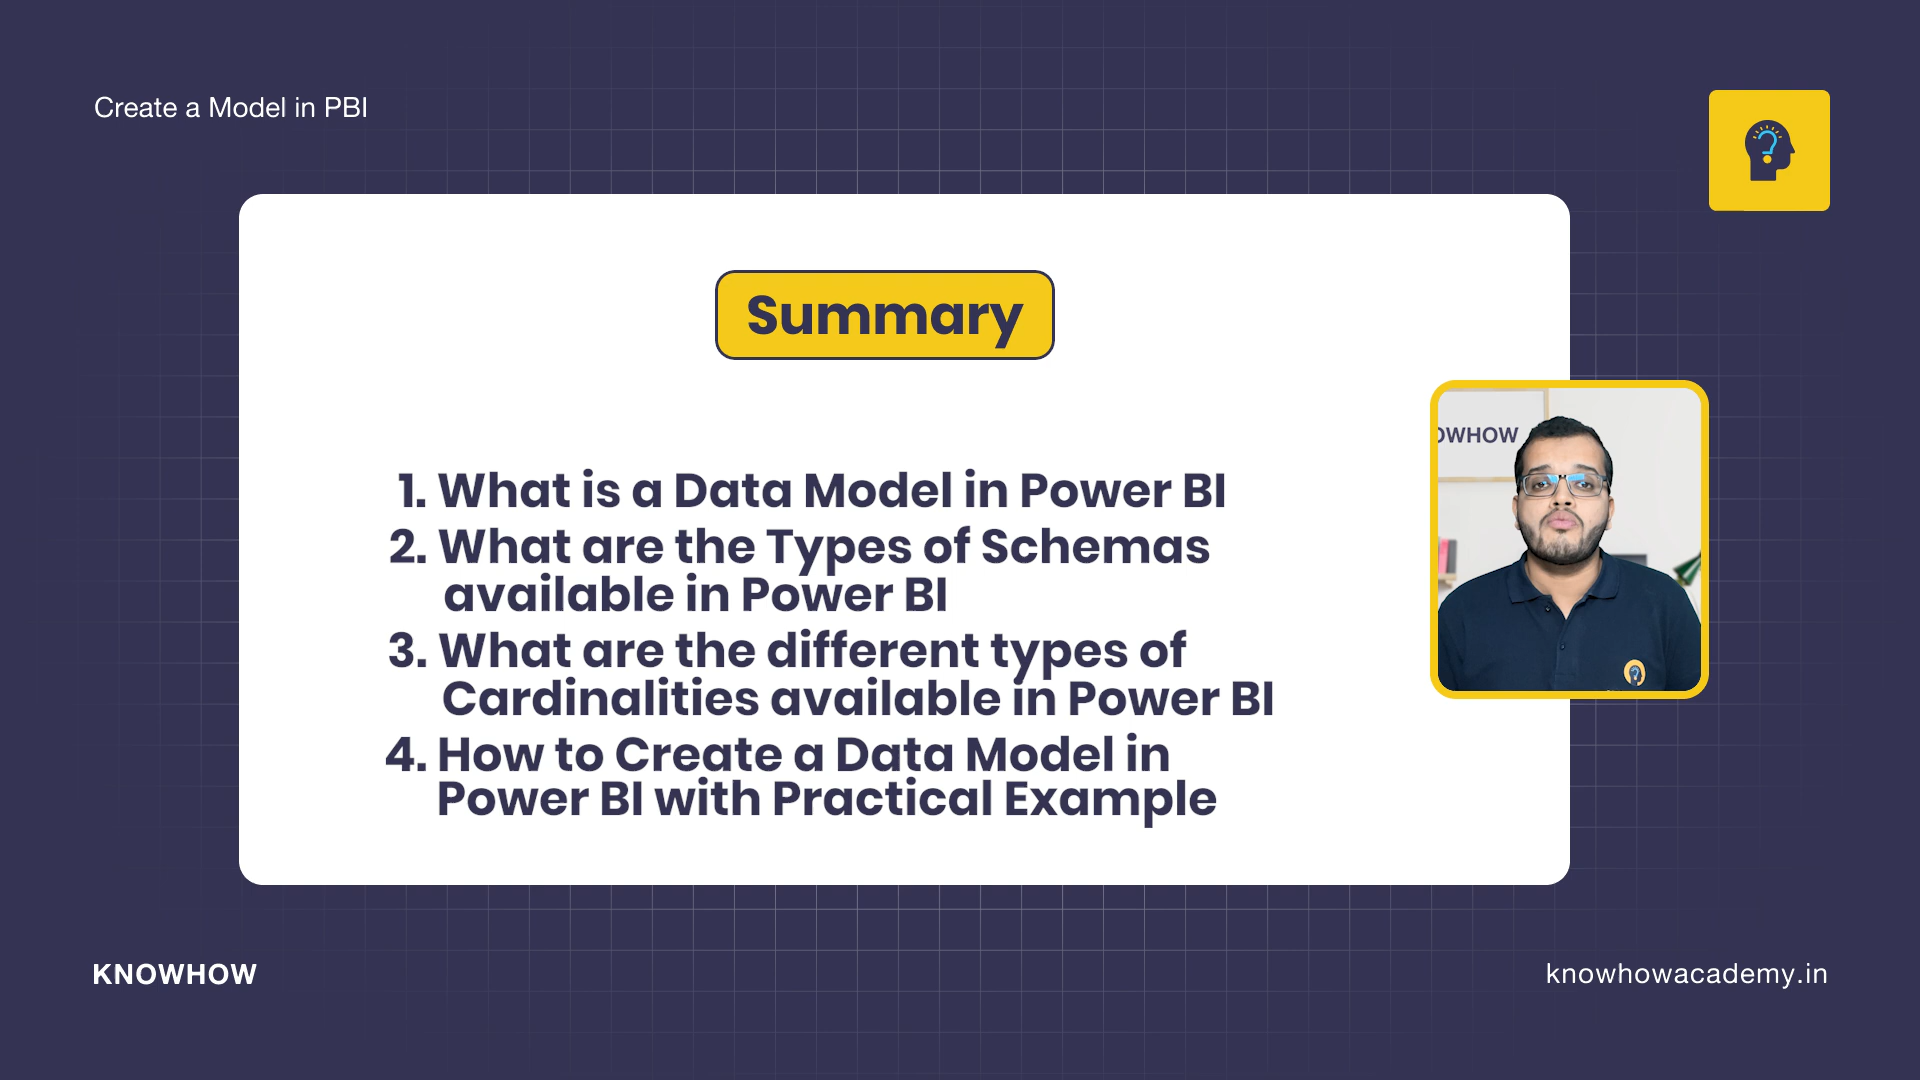 Create a Model in PBI
Summary
1. What is a Data Model in Power BI
2. What are the Types of Schemas
available in Power BI
3. What are the different types of
Cardinalities available in Power BI
4. How to Create a Data Model in
Power BI with Practical Example
OWHOW
KNOWHOW
knowhowacademy.in